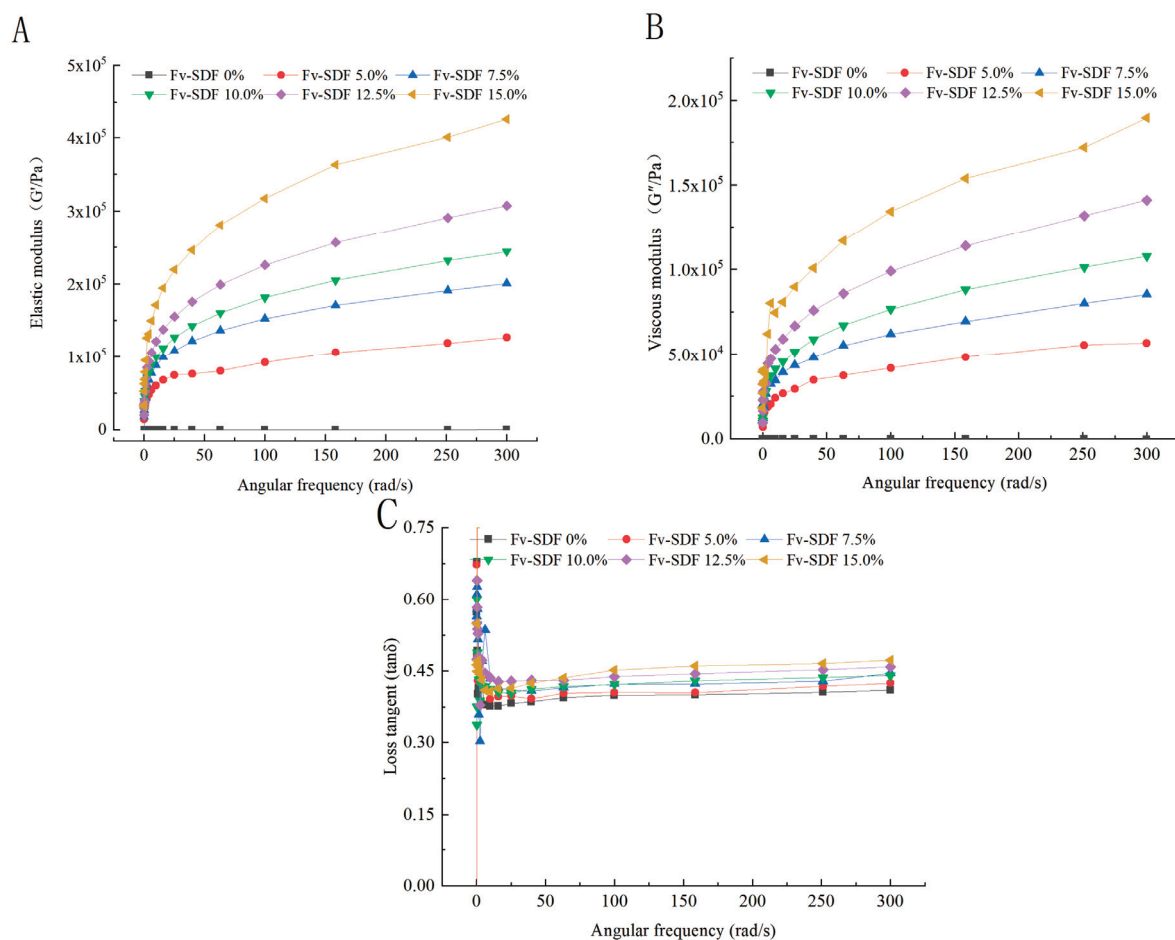 A
Fv-SDF 0% Fv-SDF 5.0% Fv-SDF 7.5%
Fv-SDF 10.0% Fv-SDF 12.5% Fv-SDF 15.0%
5x10⁵
4x10⁵
3x10⁵
2x10⁵
1x10⁵
0
Elastic modulus（G′/Pa）
0 50 100 150 200 250 300
Angular frequency (rad/s)
B
Fv-SDF 0% Fv-SDF 5.0% Fv-SDF 7.5%
Fv-SDF 10.0% Fv-SDF 12.5% Fv-SDF 15.0%
2.0x10⁵
1.5x10⁵
1.0x10⁵
5.0x10⁴
0.0
Viscous modulus（G″/Pa）
0 50 100 150 200 250 300
Angular frequency (rad/s)
C
Fv-SDF 0% Fv-SDF 5.0% Fv-SDF 7.5%
Fv-SDF 10.0% Fv-SDF 12.5% Fv-SDF 15.0%
0.75
0.60
0.45
0.30
0.15
0.00
Loss tangent (tanδ)
0 50 100 150 200 250 300
Angular frequency (rad/s)